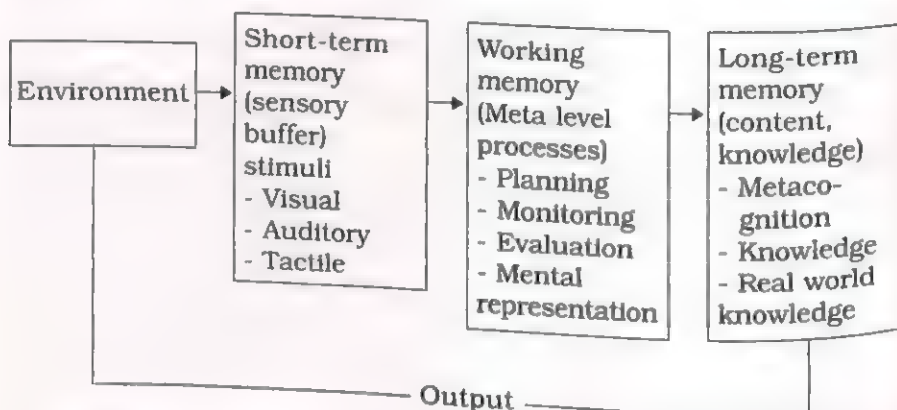 Environment
Short-term
memory
(sensory
buffer)
stimuli
- Visual
- Auditory
- Tactile
Working
memory
(Meta level
processes)
- Planning
- Monitoring
- Evaluation
- Mental
representation
Long-term
memory
(content,
knowledge)
- Metaco-
gnition
- Knowledge
- Real world
knowledge
Output